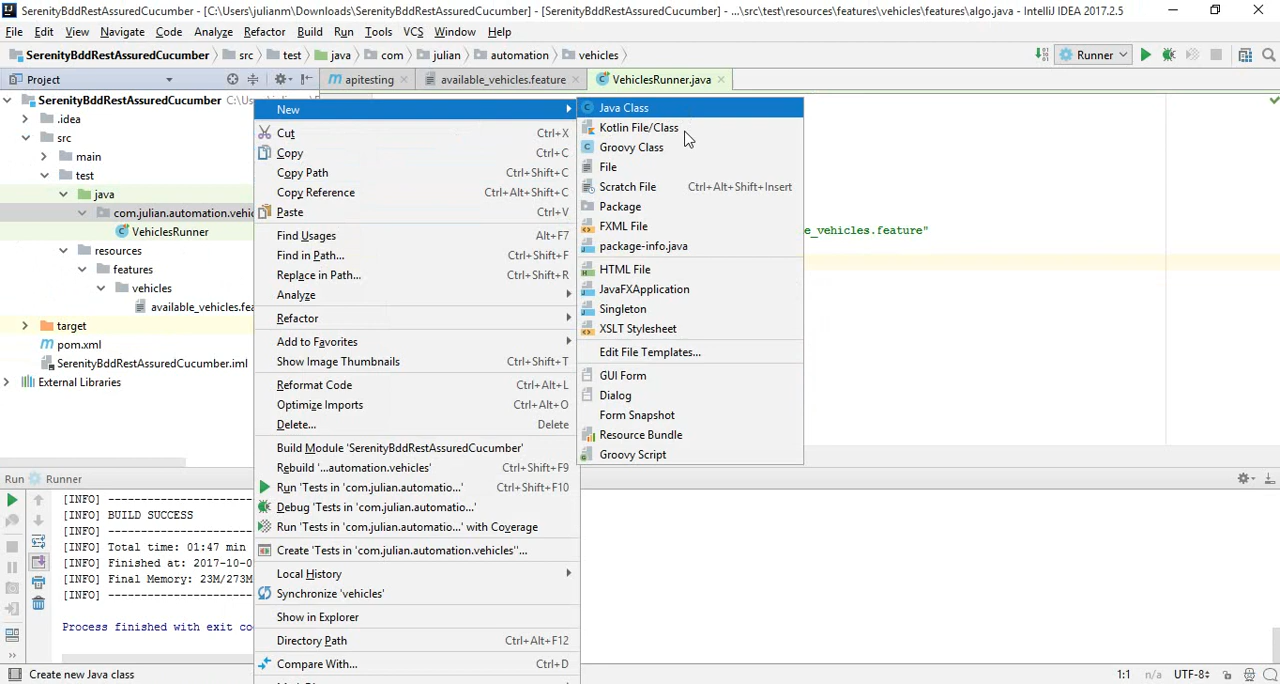 SerenityBddRestAssuredCucumber - [C:\Users\julianm\Downloads\SerenityBddRestAssuredCucumber] - [SerenityBddRestAssuredCucumber] - ...\src\test\resources\features\vehicles\features\algo.java - IntelliJ IDEA 2017.2.5
File Edit View Navigate Code Analyze Refactor Build Run Tools VCS Window Help
SerenityBddRestAssuredCucumber src test java com julian automation vehicles Runner
Project apitesting available_vehicles.feature VehiclesRunner.java
SerenityBddRestAssuredCucumber
.idea
src
main
test
java
com.julian.automation.vehic
VehiclesRunner
resources
features
vehicles
available_vehicles.fea
target
pom.xml
SerenityBddRestAssuredCucumber.iml
External Libraries
New
Cut Ctrl+X
Copy Ctrl+C
Copy Path Ctrl+Shift+C
Copy Reference Ctrl+Alt+Shift+C
Paste Ctrl+V
Find Usages Alt+F7
Find in Path... Ctrl+Shift+F
Replace in Path... Ctrl+Shift+R
Analyze
Refactor
Add to Favorites
Show Image Thumbnails Ctrl+Shift+T
Reformat Code Ctrl+Alt+L
Optimize Imports Ctrl+Alt+O
Delete... Delete
Build Module 'SerenityBddRestAssuredCucumber'
Rebuild '...automation.vehicles' Ctrl+Shift+F9
Run 'Tests in 'com.julian.automatio...' Ctrl+Shift+F10
Debug 'Tests in 'com.julian.automatio...'
Run 'Tests in 'com.julian.automatio...' with Coverage
Create 'Tests in 'com.julian.automation.vehicles''...
Local History
Synchronize 'vehicles'
Show in Explorer
Directory Path Ctrl+Alt+F12
Compare With... Ctrl+D
Java Class
Kotlin File/Class
Groovy Class
File
Scratch File Ctrl+Alt+Shift+Insert
Package
FXML File
package-info.java
HTML File
JavaFXApplication
Singleton
XSLT Stylesheet
Edit File Templates...
GUI Form
Dialog
Form Snapshot
Resource Bundle
Groovy Script
e_vehicles.feature"
Run Runner
[INFO] ------------------
[INFO] BUILD SUCCESS
[INFO] ------------------
[INFO] Total time: 01:47 min
[INFO] Finished at: 2017-10-0
[INFO] Final Memory: 23M/273M
[INFO] ------------------
Process finished with exit co
Create new Java class 1:1 n/a UTF-8